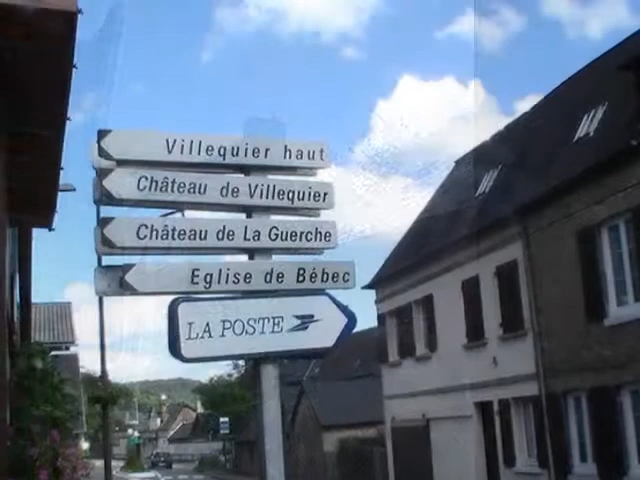 Villequier haut
Château de Villequier
Château de La Guerche
Eglise de Bébec
LA POSTE